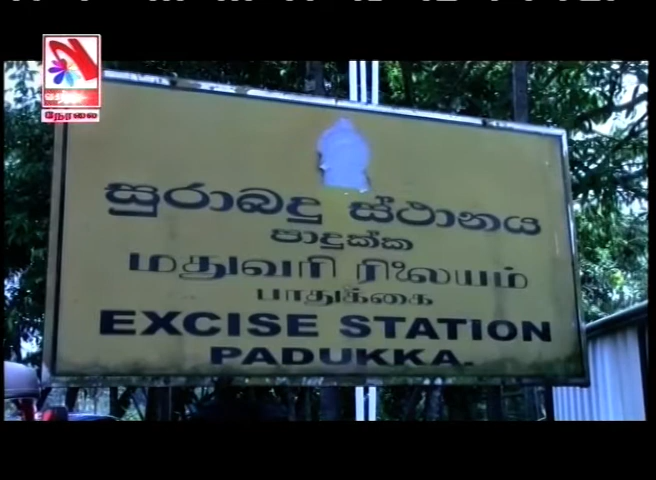 සුරාබදු ස්ථානය
පාදුක්ක
மதுவரி ரிலையம்
பாதுக்கை
EXCISE STATION
PADUKKA.